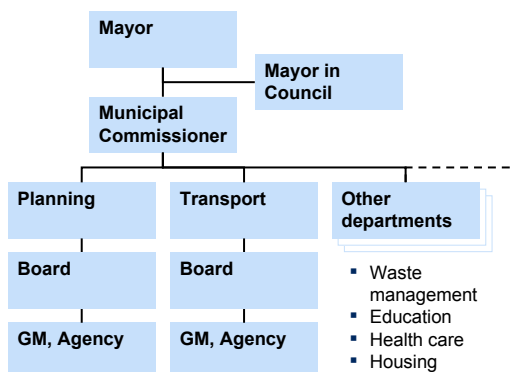 Mayor
Mayor in
Council
Municipal
Commissioner
Planning
Transport
Other
departments
Board
Board
▪ Waste
management
▪ Education
▪ Health care
▪ Housing
GM, Agency
GM, Agency